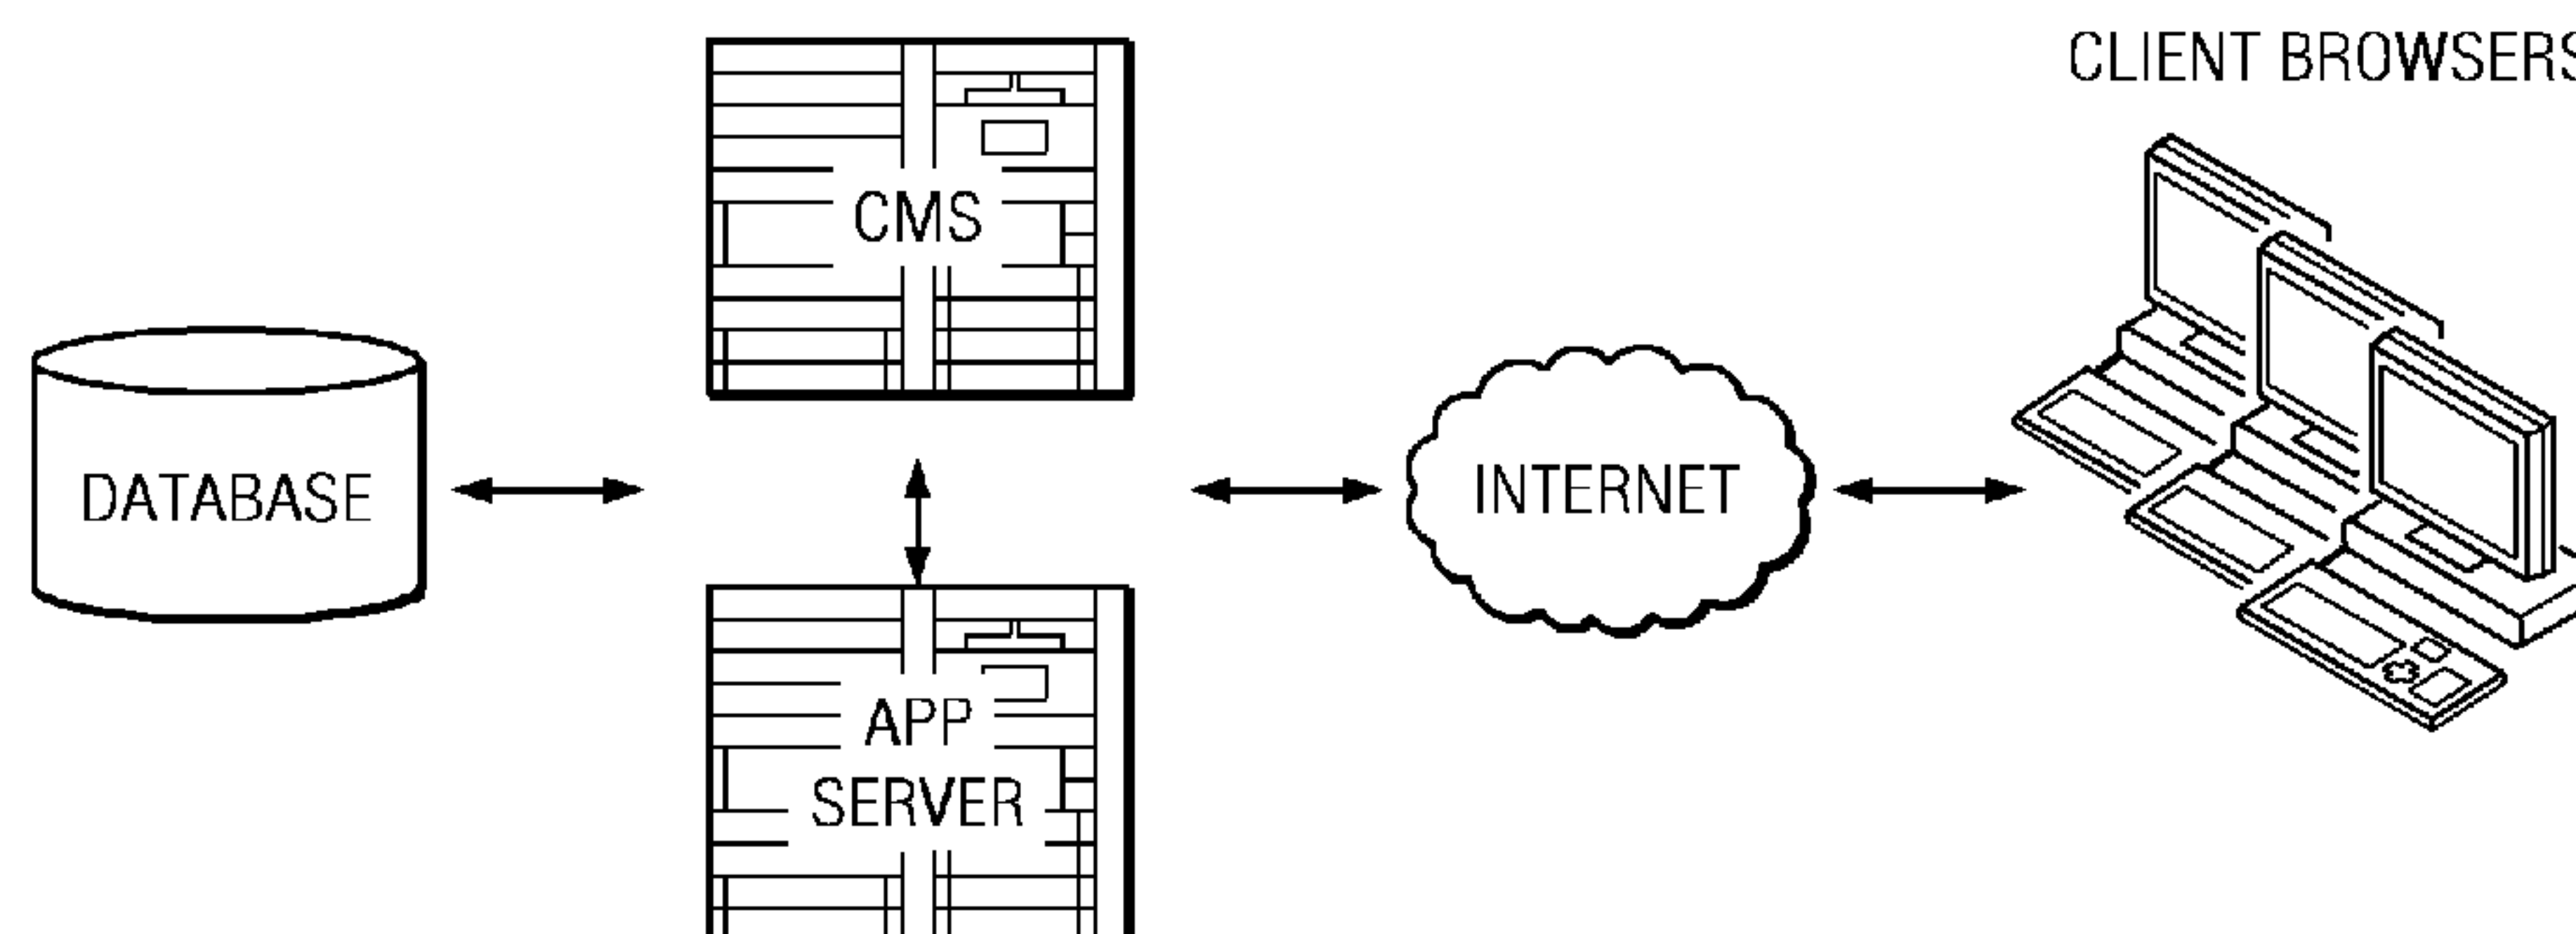 CLIENT BROWSERS
CMS
DATABASE
INTERNET
APP
SERVER